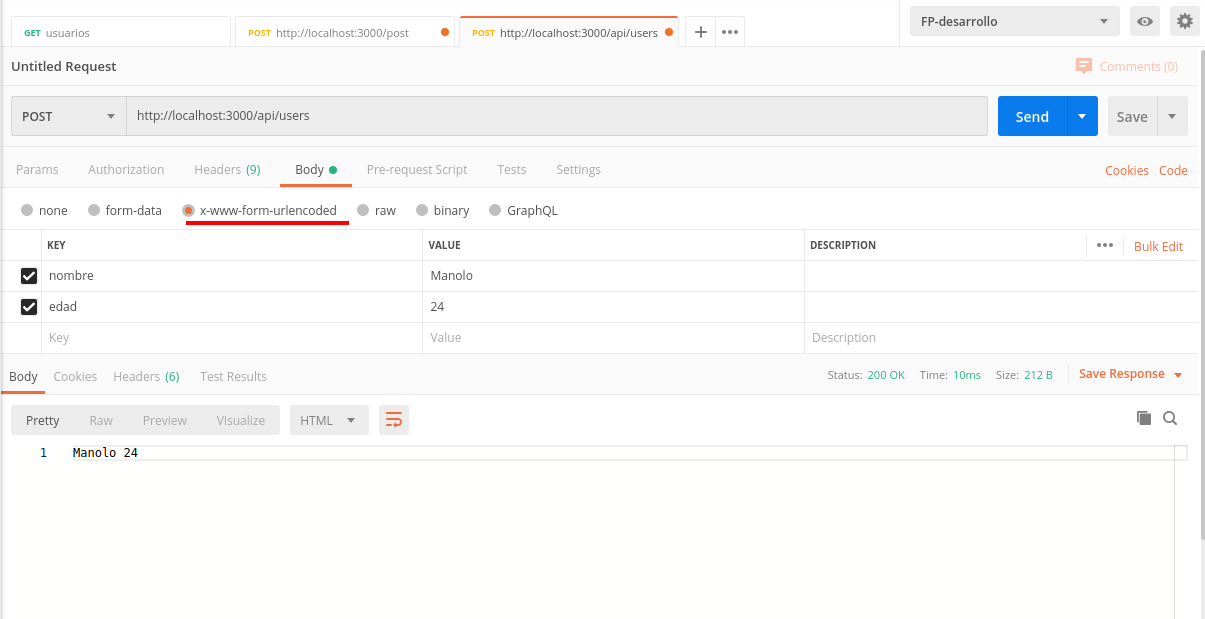 GET usuarios
POST http://localhost:3000/post
POST http://localhost:3000/api/users
FP-desarrollo
Untitled Request
Comments (0)
POST http://localhost:3000/api/users
Send
Save
Params Authorization Headers (9) Body Pre-request Script Tests Settings
Cookies Code
none form-data x-www-form-urlencoded raw binary GraphQL
KEY VALUE DESCRIPTION
Bulk Edit
nombre Manolo
edad 24
Key Value Description
Body Cookies Headers (6) Test Results
Status: 200 OK Time: 10ms Size: 212 B
Save Response
Pretty Raw Preview Visualize HTML
1 Manolo 24